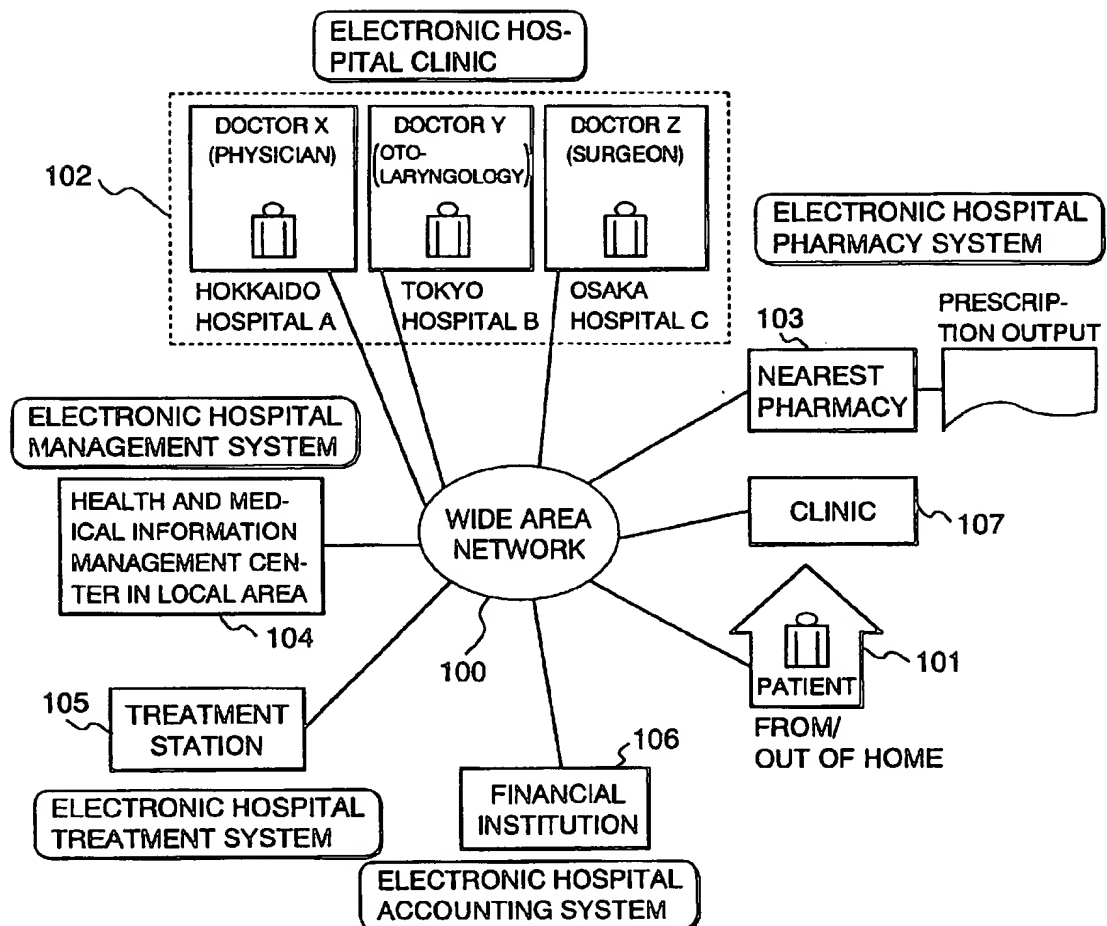 ELECTRONIC HOS-
PITAL CLINIC
DOCTOR X
(PHYSICIAN)
DOCTOR Y
(OTO-
LARYNGOLOGY)
DOCTOR Z
(SURGEON)
102
HOKKAIDO
HOSPITAL A
TOKYO
HOSPITAL B
OSAKA
HOSPITAL C
ELECTRONIC HOSPITAL
PHARMACY SYSTEM
103
PRESCRIP-
TION OUTPUT
NEAREST
PHARMACY
ELECTRONIC HOSPITAL
MANAGEMENT SYSTEM
HEALTH AND MED-
ICAL INFORMATION
MANAGEMENT CEN-
TER IN LOCAL AREA
104
WIDE AREA
NETWORK
100
CLINIC
107
PATIENT
101
FROM/
OUT OF HOME
105
TREATMENT
STATION
ELECTRONIC HOSPITAL
TREATMENT SYSTEM
106
FINANCIAL
INSTITUTION
ELECTRONIC HOSPITAL
ACCOUNTING SYSTEM